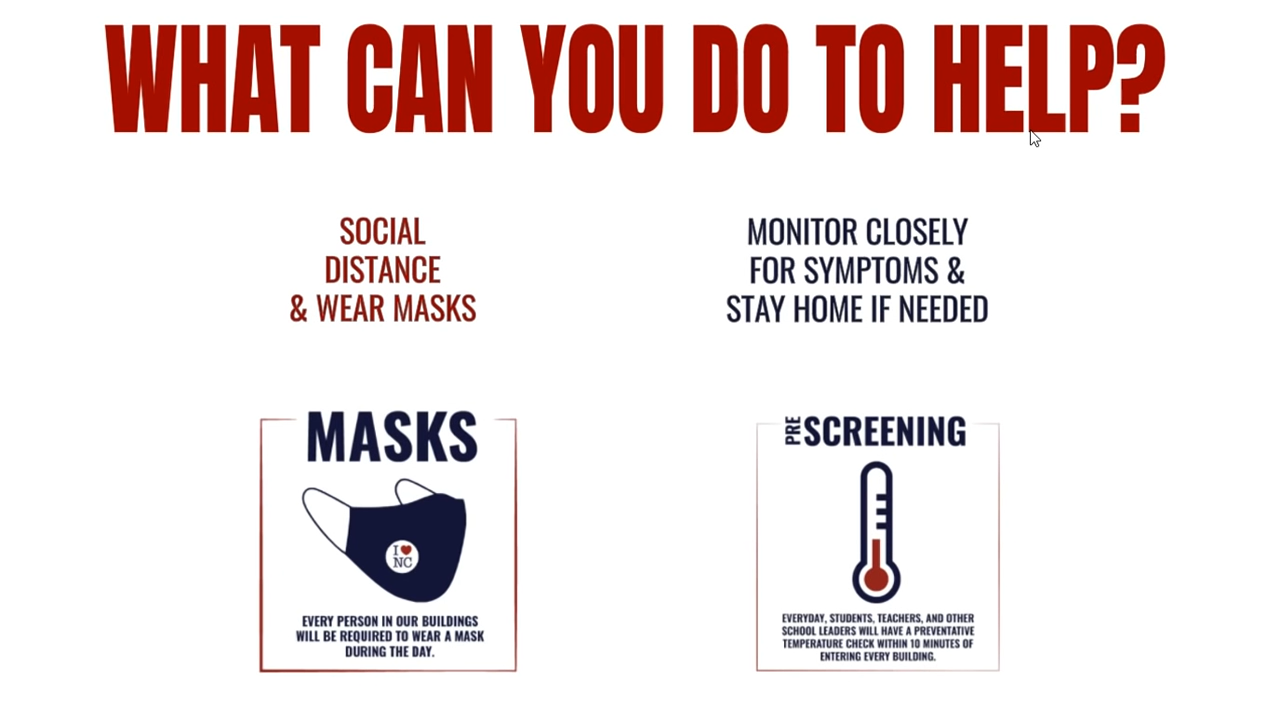 WHAT CAN YOU DO TO HELP?
SOCIAL
DISTANCE
& WEAR MASKS
MONITOR CLOSELY
FOR SYMPTOMS &
STAY HOME IF NEEDED
MASKS
I
NC
EVERY PERSON IN OUR BUILDINGS
WILL BE REQUIRED TO WEAR A MASK
DURING THE DAY.
PRE SCREENING
EVERYDAY, STUDENTS, TEACHERS, AND OTHER
SCHOOL LEADERS WILL HAVE A PREVENTATIVE
TEMPERATURE CHECK WITHIN 10 MINUTES OF
ENTERING EVERY BUILDING.